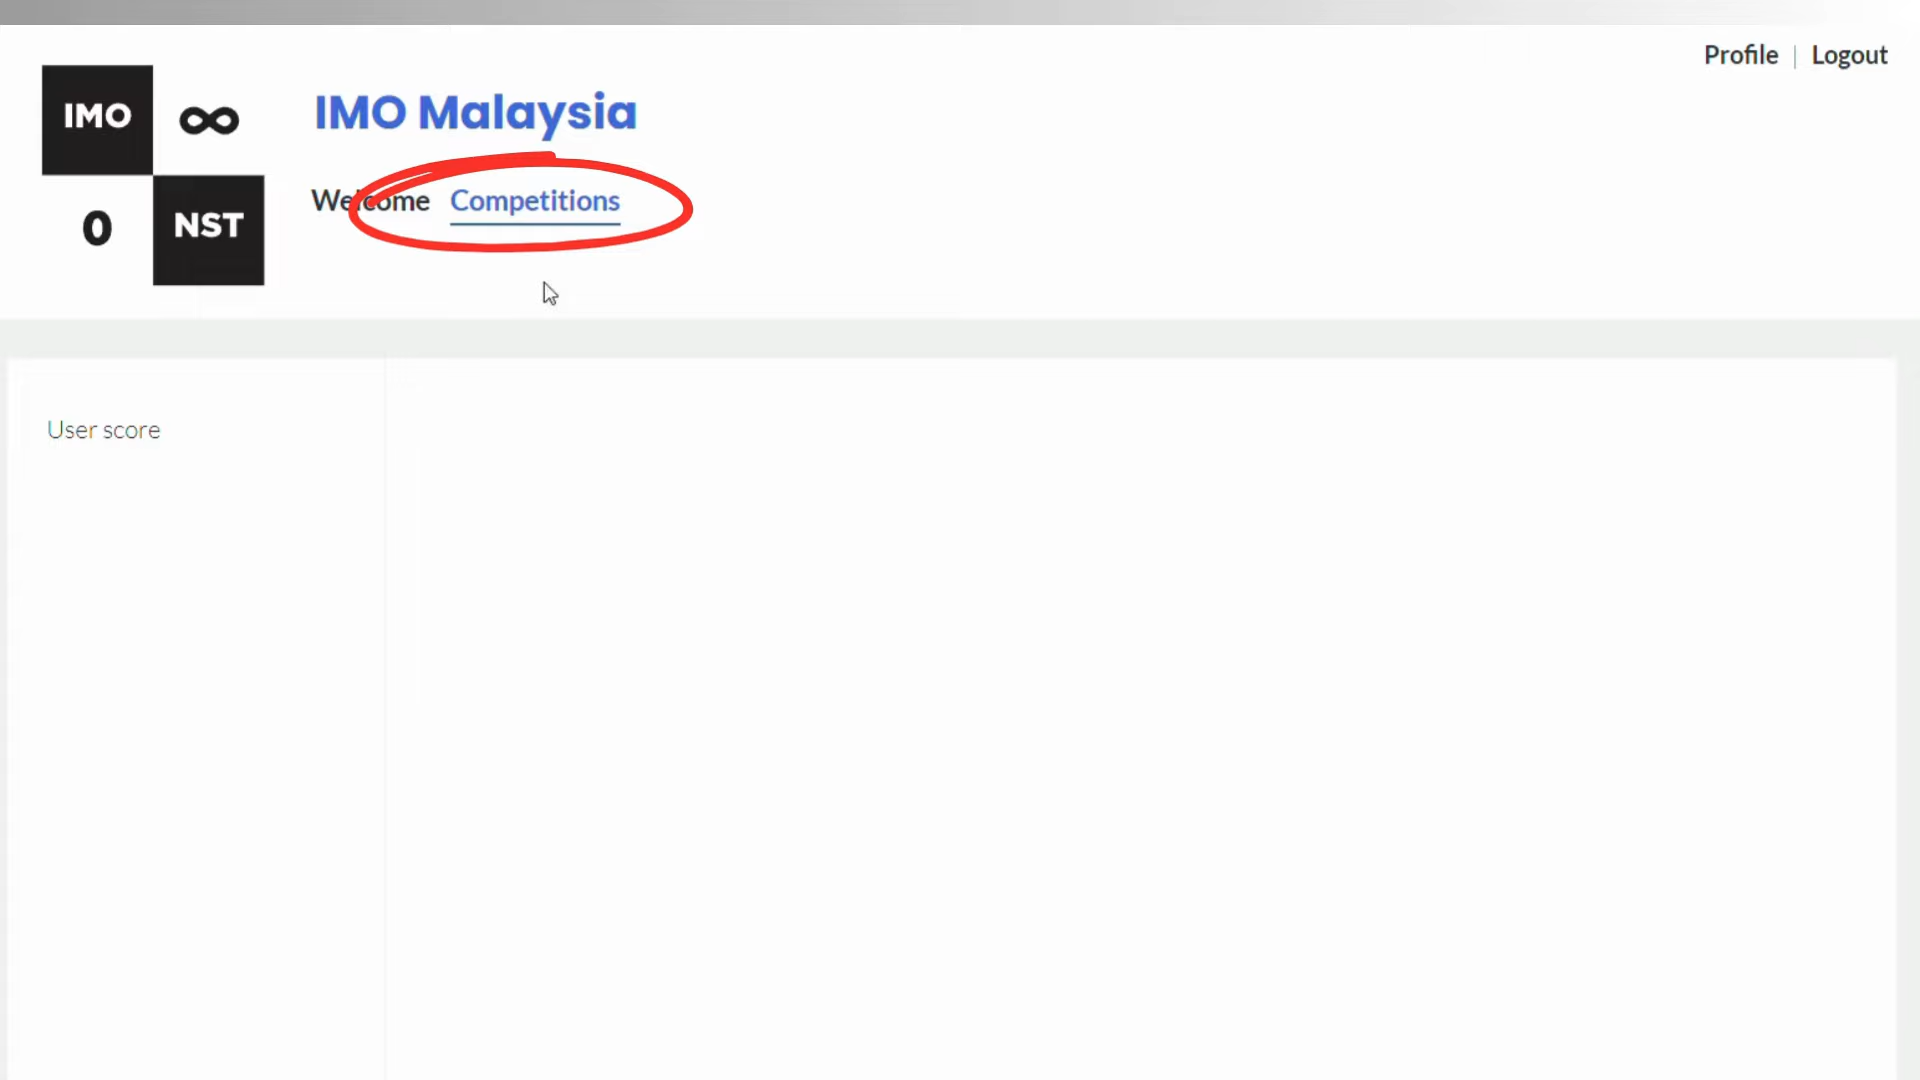 Profile | Logout
IMO ∞
IMO Malaysia
Welcome Competitions
0 NST
User score